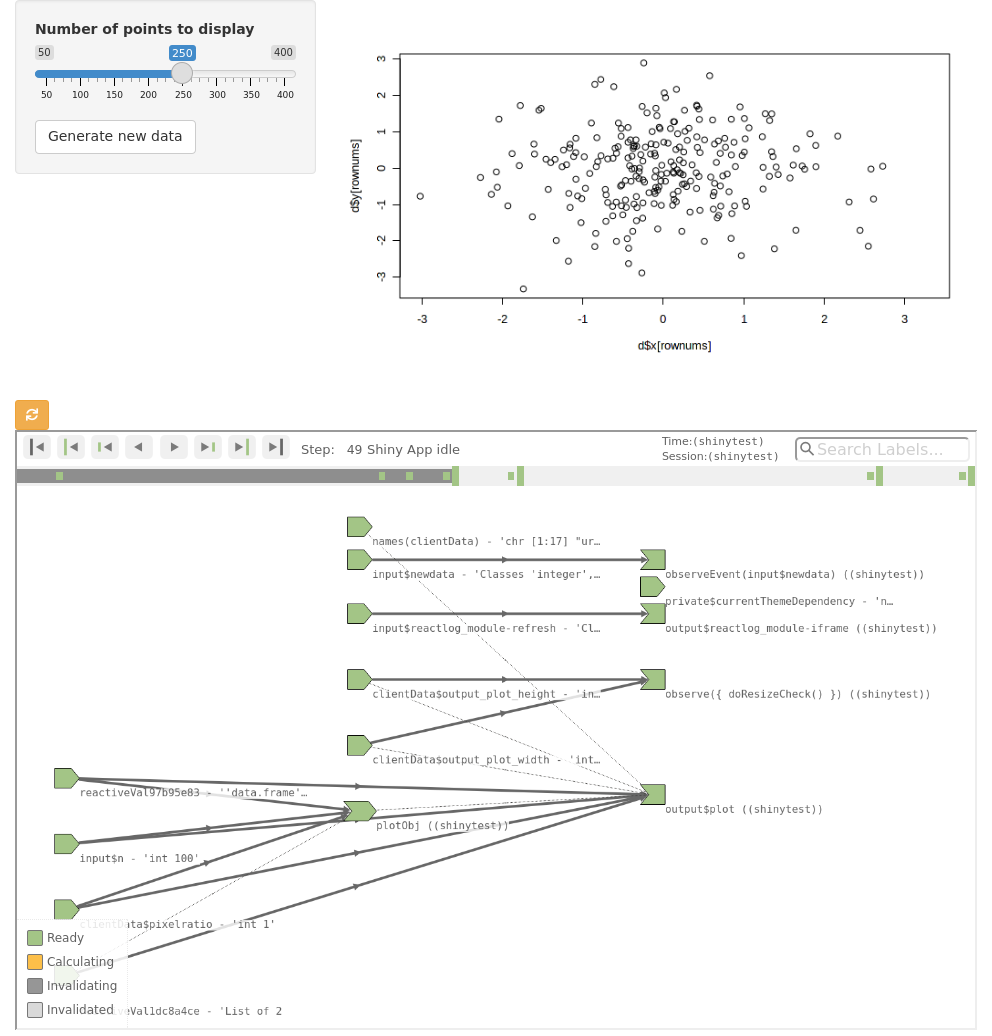 Number of points to display
50 250 400
50 100 150 200 250 300 350 400
Generate new data
3
2
1
0
-1
-2
-3
d$y[rownums]
-3 -2 -1 0 1 2 3
d$x[rownums]
Step: 49 Shiny App idle
Time:(shinytest)
Session:(shinytest)
Search Labels…
names(clientData) - 'chr [1:17] "ur…
input$newdata - 'Classes 'integer',…
observeEvent(input$newdata) ((shinytest))
private$currentThemeDependency - 'n…
input$reactlog_module-refresh - 'Cl…
output$reactlog_module-iframe ((shinytest))
clientData$output_plot_height - 'in…
observe({ doResizeCheck() }) ((shinytest))
clientData$output_plot_width - 'int…
reactiveVal97b95e83 - ''data.frame'…
output$plot ((shinytest))
plotObj ((shinytest))
input$n - 'int 100'
clientData$pixelratio - 'int 1'
Ready
Calculating
Invalidating
Invalidated
veVal1dc8a4ce - 'List of 2